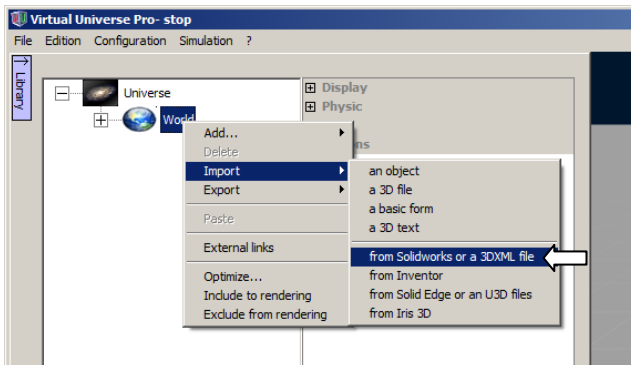 Virtual Universe Pro- stop
File Edition Configuration Simulation ?
Library
Universe
World
Display
Physic
ns
Add...
Delete
Import
Export
Paste
External links
Optimize...
Include to rendering
Exclude from rendering
an object
a 3D file
a basic form
a 3D text
from Solidworks or a 3DXML file
from Inventor
from Solid Edge or an U3D files
from Iris 3D